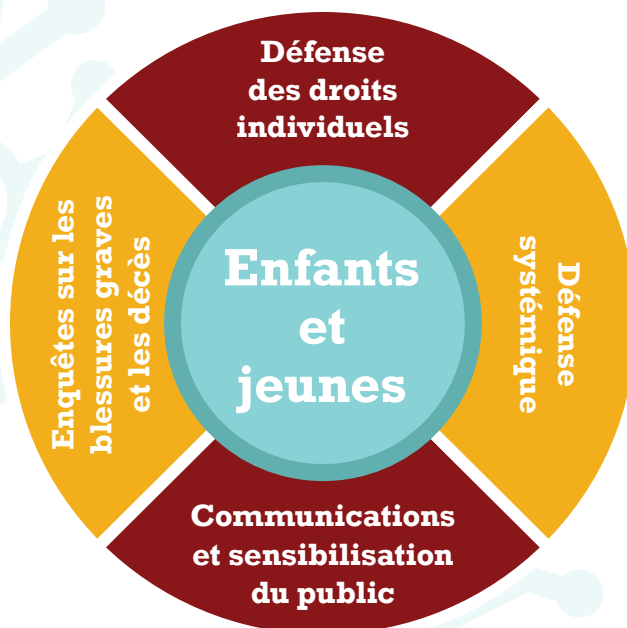 Défense
des droits
individuels
Enquêtes sur les
blessures graves
et les décès
Enfants
et
jeunes
Défense
systémique
Communications
et sensibilisation
du public